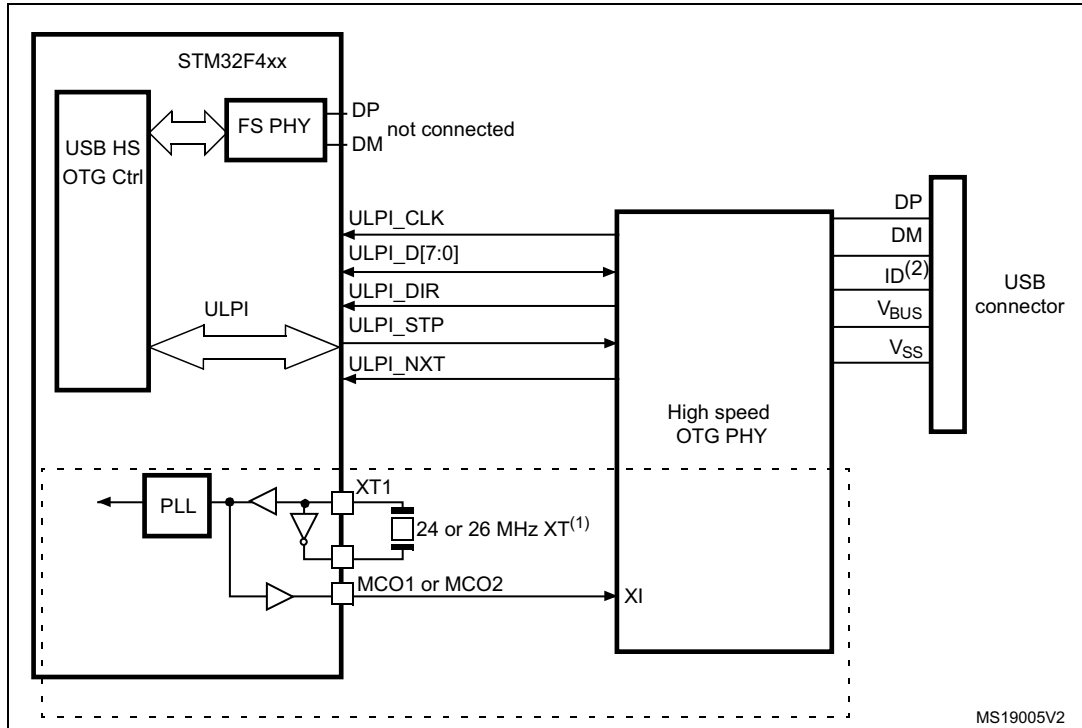 STM32F4xx
FS PHY
DP
DM
not connected
USB HS
OTG Ctrl
ULPI_CLK
ULPI_D[7:0]
ULPI_DIR
ULPI_STP
ULPI_NXT
ULPI
High speed
OTG PHY
DP
DM
ID(2)
VBUS
VSS
USB
connector
PLL
XT1
24 or 26 MHz XT(1)
MCO1 or MCO2
XI
MS19005V2